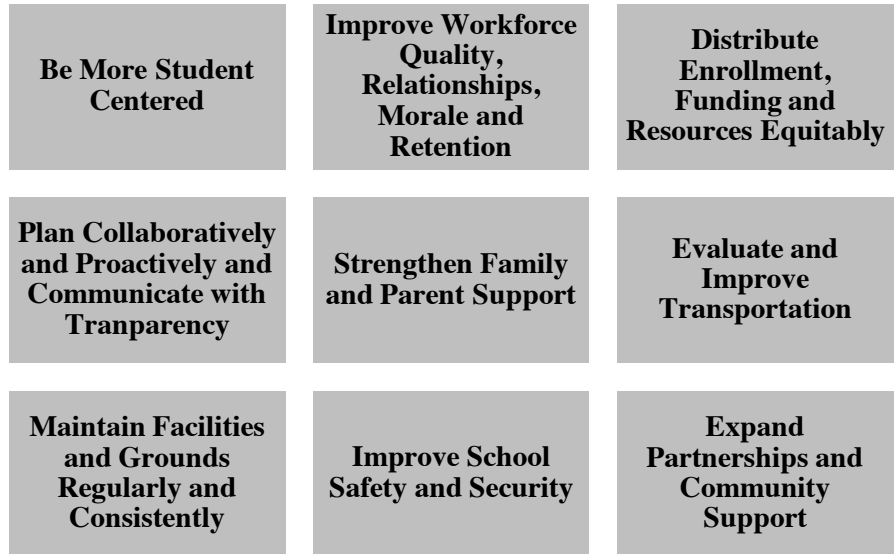 Be More Student
Centered
Improve Workforce
Quality,
Relationships,
Morale and
Retention
Distribute
Enrollment,
Funding and
Resources Equitably
Plan Collaboratively
and Proactively and
Communicate with
Tranparency
Strengthen Family
and Parent Support
Evaluate and
Improve
Transportation
Maintain Facilities
and Grounds
Regularly and
Consistently
Improve School
Safety and Security
Expand
Partnerships and
Community
Support